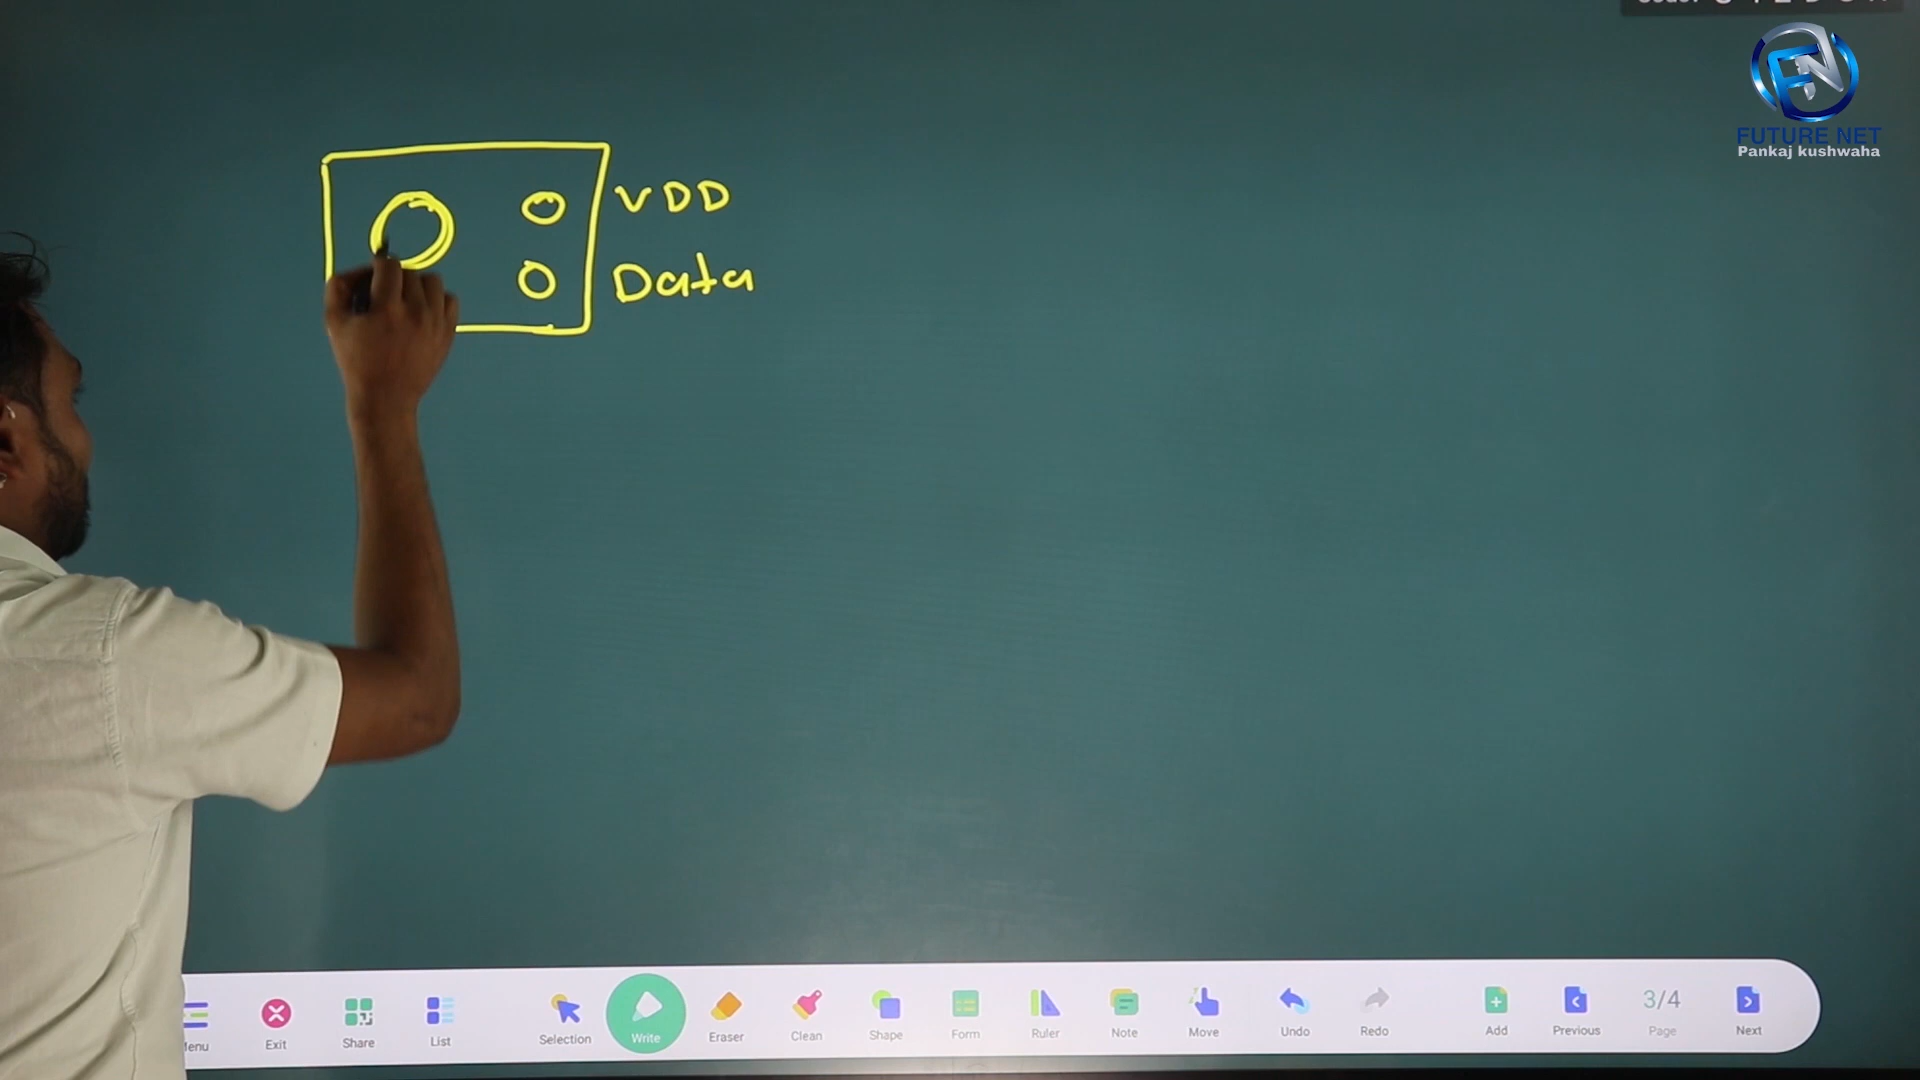 FUTURE NET
Pankaj kushwaha
VDD
Data
Exit
Share
List
Selection
Write
Eraser
Clean
Shape
Form
Ruler
Note
Move
Undo
Redo
Add
Previous
3/4
Page
Next